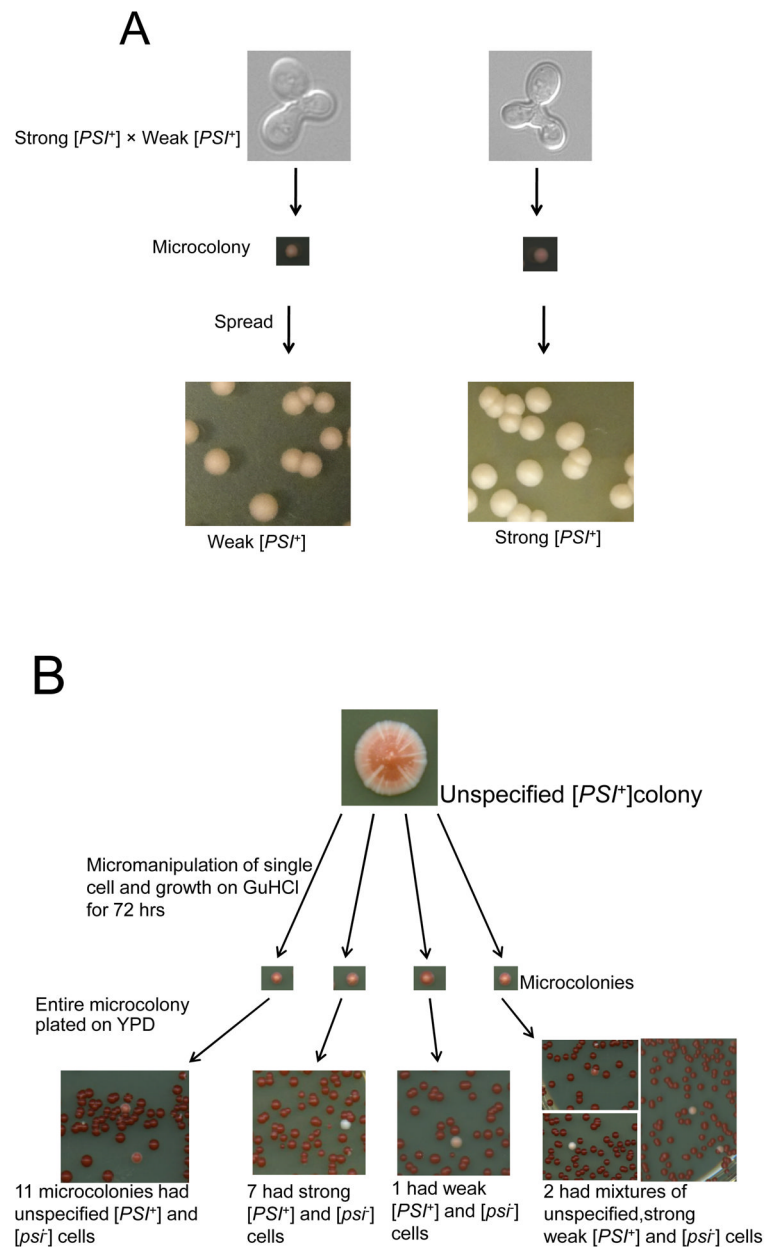 A
Strong [PSI+] × Weak [PSI+]
Microcolony
Spread
Weak [PSI+]
Strong [PSI+]
B
Unspecified [PSI+]colony
Micromanipulation of single
cell and growth on GuHCl
for 72 hrs
Microcolonies
Entire microcolony
plated on YPD
11 microcolonies had
unspecified [PSI+] and
[psi-] cells
7 had strong
[PSI+] and [psi-]
cells
1 had weak
[PSI+] and [psi-]
cells
2 had mixtures of
unspecified,strong
weak [PSI+] and [psi-] cells